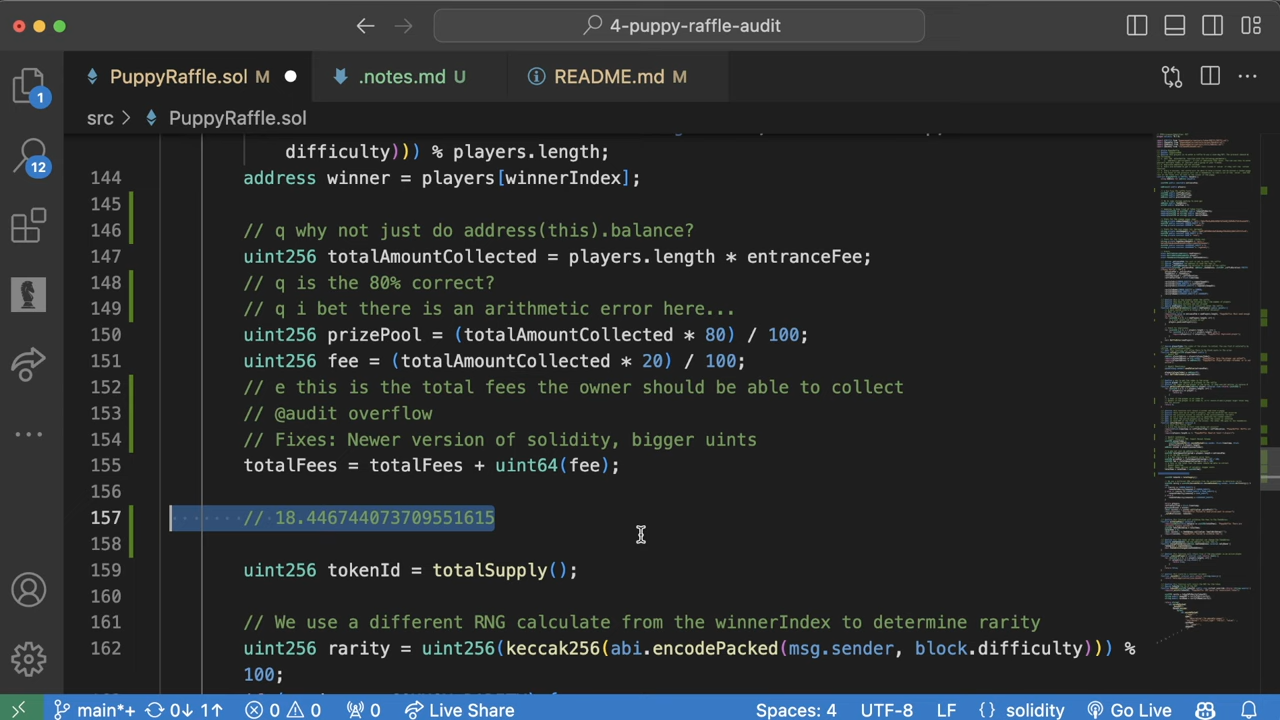 4-puppy-raffle-audit
PuppyRaffle.sol M
.notes.md U
README.md M
src > PuppyRaffle.sol
difficulty))) % players.length;
144 address winner = players[winnerIndex];
145
146 // q why not just do address(this).balance?
147 uint256 totalAmountCollected = players.length * entranceFee;
148 // q is the 80% correct?
149 // q i bet there is an arithmetic error here...
150 uint256 prizePool = (totalAmountCollected * 80) / 100;
151 uint256 fee = (totalAmountCollected * 20) / 100;
152 // e this is the total fees the owner should be able to collect
153 // @audit overflow
154 // Fixes: Newer version of solidity, bigger uints
155 totalFees = totalFees + uint64(fee);
156
157
158
159 uint256 tokenId = totalSupply();
160
161 // We use a different RNG calculate from the winnerIndex to determine rarity
162 uint256 rarity = uint256(keccak256(abi.encodePacked(msg.sender, block.difficulty))) %
100;
1
12
main*+ 0↓ 1↑ 0 0 0 Live Share Spaces: 4 UTF-8 LF {} solidity Go Live